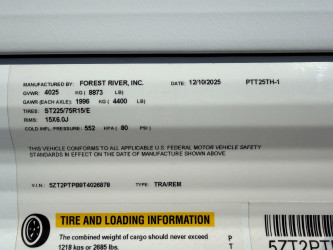 MANUFACTURED BY: FOREST RIVER, INC. DATE: 12/10/2025 PTT25TH-1
GVWR: 4025 KG ( 8873 LB)
GAWR (EACH AXLE): 1996 KG ( 4400 LB)
TIRES: ST225/75R15/E
RIMS: 15X6.0J
COLD INFL. PRESSURE: 552 HPA ( 80 PSI)
THIS VEHICLE CONFORMS TO ALL APPLICABLE U.S. FEDERAL MOTOR VEHICLE SAFETY
STANDARDS IN EFFECT ON THE DATE OF MANUFACTURE SHOWN ABOVE
V.I.N.: 5ZT2PTPB9T4026878 TYPE: TRA/REM
TIRE AND LOADING INFORMATION
The combined weight of cargo should never exceed
1218 kgs or 2685 lbs.
P
T
5ZT2PTP